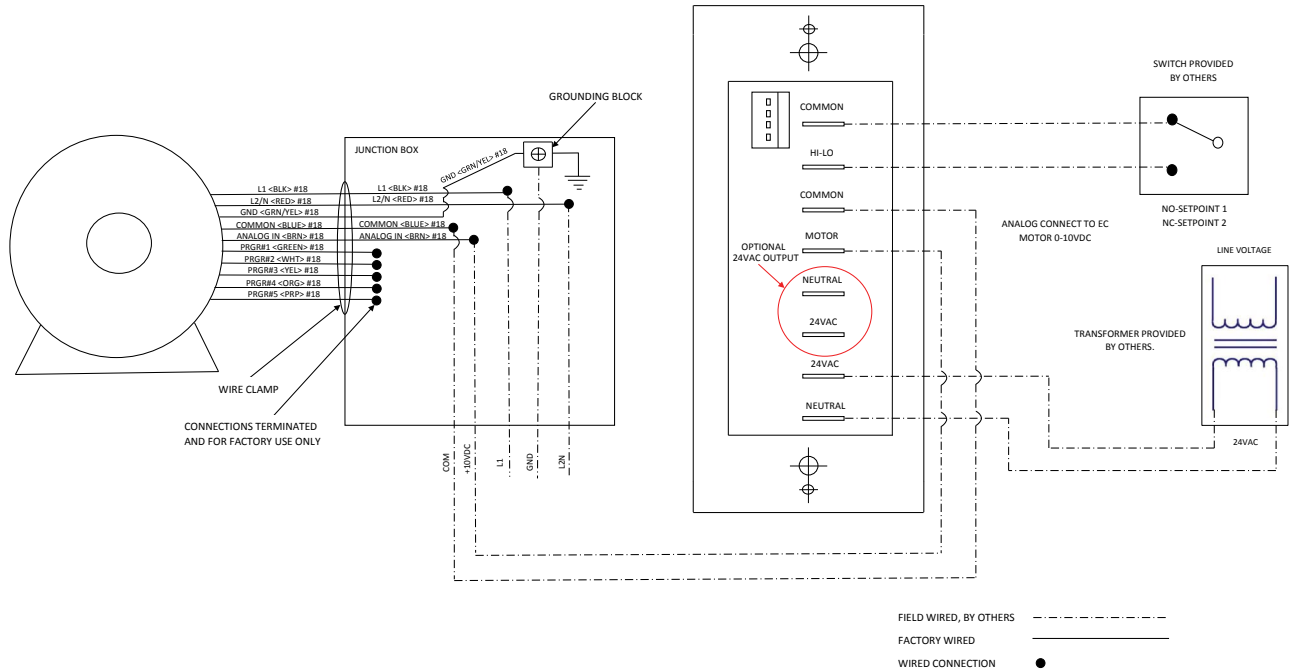 GROUNDING BLOCK
JUNCTION BOX
GND <GRN/YEL> #18
L1 <BLK> #18
L2/N <RED> #18
GND <GRN/YEL> #18
COMMON <BLUE> #18
ANALOG IN <BRN> #18
PRGR#1 <GREEN> #18
PRGR#2 <WHT> #18
PRGR#3 <YEL> #18
PRGR#4 <ORG> #18
PRGR#5 <PRP> #18
L1 <BLK> #18
L2/N <RED> #18
COMMON <BLUE> #18
ANALOG IN <BRN> #18
WIRE CLAMP
CONNECTIONS TERMINATED
AND FOR FACTORY USE ONLY
COM
+10VDC
L1
GND
L2N
COMMON
HI-LO
COMMON
MOTOR
OPTIONAL
24VAC OUTPUT
NEUTRAL
24VAC
24VAC
NEUTRAL
SWITCH PROVIDED
BY OTHERS
NO-SETPOINT 1
NC-SETPOINT 2
ANALOG CONNECT TO EC
MOTOR 0-10VDC
LINE VOLTAGE
TRANSFORMER PROVIDED
BY OTHERS.
24VAC
FIELD WIRED, BY OTHERS
FACTORY WIRED
WIRED CONNECTION